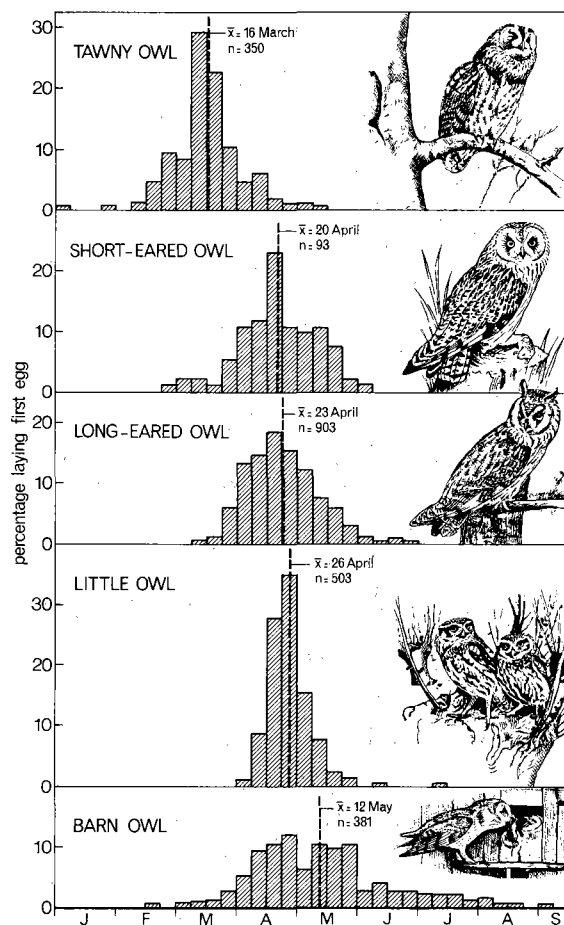 percentage laying first egg
TAWNY OWL
x̄ = 16 March
n = 350
30
20
10
0
SHORT-EARED OWL
x̄ = 20 April
n = 93
20
10
0
LONG-EARED OWL
x̄ = 23 April
n = 903
20
10
0
LITTLE OWL
x̄ = 26 April
n = 503
30
20
10
0
BARN OWL
x̄ = 12 May
n = 381
10
0
J F M A M J J A S